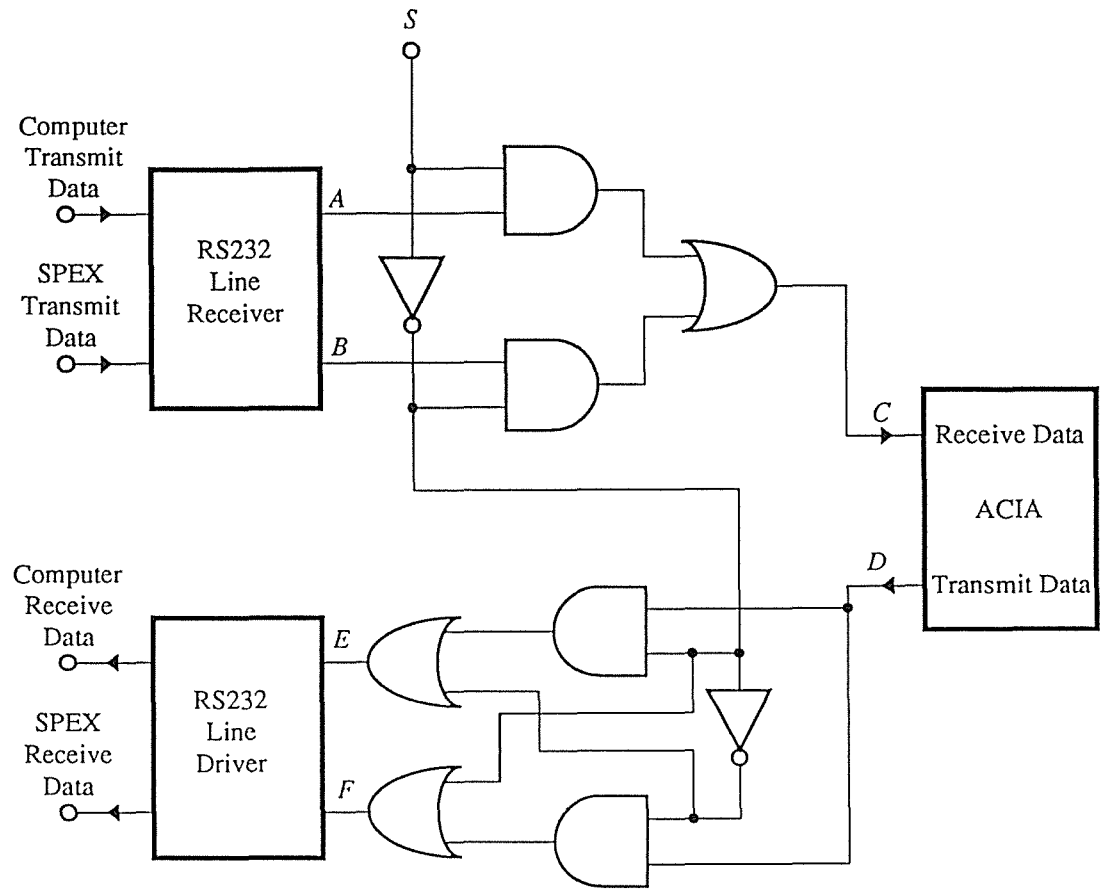 S
Computer
Transmit
Data
A
RS232
Line
Receiver
SPEX
Transmit
Data
B
C
Receive Data
ACIA
D
Transmit Data
Computer
Receive
Data
E
RS232
Line
Driver
SPEX
Receive
Data
F